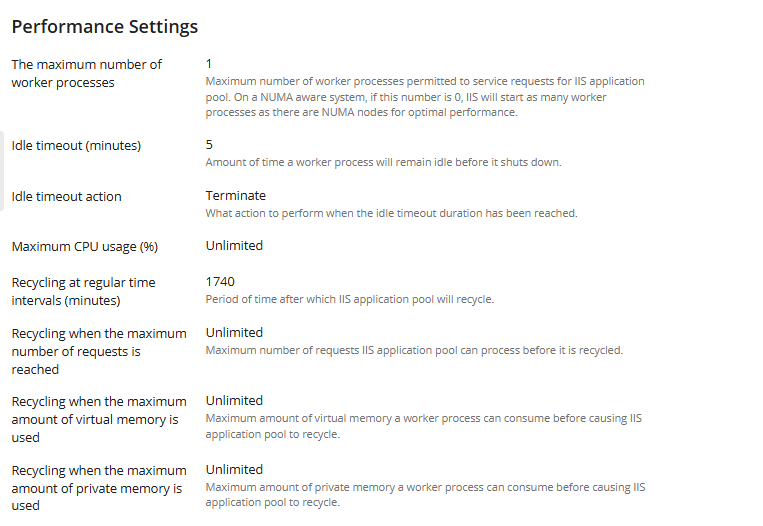 Performance Settings
The maximum number of worker processes
1
Maximum number of worker processes permitted to service requests for IIS application
pool. On a NUMA aware system, if this number is 0, IIS will start as many worker
processes as there are NUMA nodes for optimal performance.
Idle timeout (minutes)
5
Amount of time a worker process will remain idle before it shuts down.
Idle timeout action
Terminate
What action to perform when the idle timeout duration has been reached.
Maximum CPU usage (%)
Unlimited
Recycling at regular time
intervals (minutes)
1740
Period of time after which IIS application pool will recycle.
Recycling when the maximum
number of requests is
reached
Unlimited
Maximum number of requests IIS application pool can process before it is recycled.
Recycling when the maximum
amount of virtual memory is
used
Unlimited
Maximum amount of virtual memory a worker process can consume before causing IIS
application pool to recycle.
Recycling when the maximum
amount of private memory is
used
Unlimited
Maximum amount of private memory a worker process can consume before causing IIS
application pool to recycle.